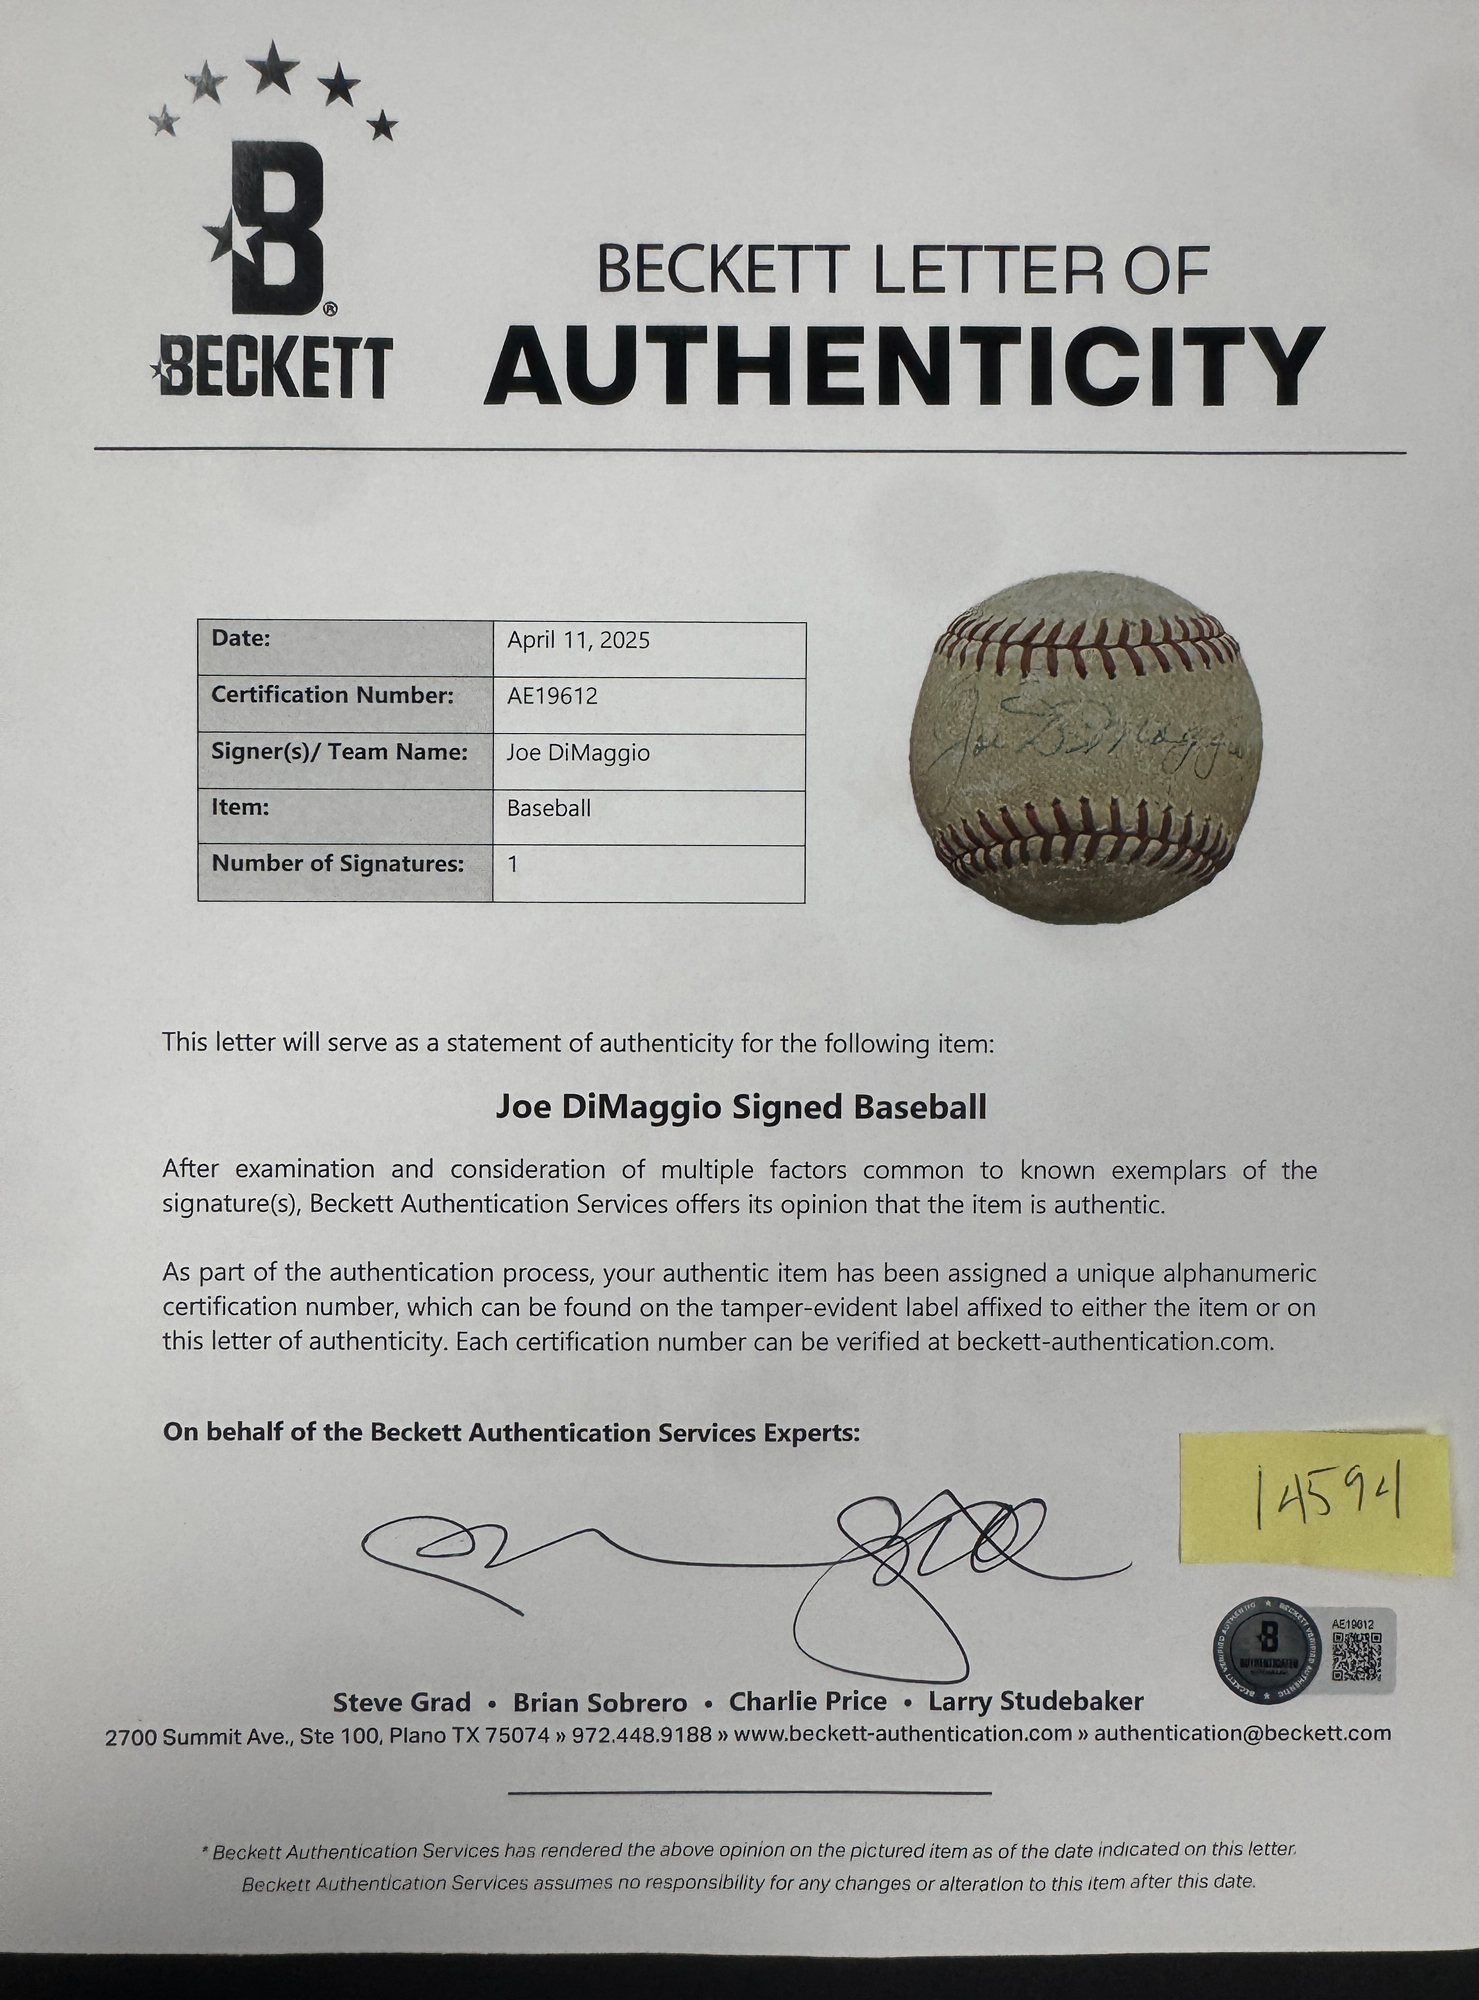 B®
BECKETT
BECKETT LETTER OF
AUTHENTICITY
Date: April 11, 2025
Certification Number: AE19612
Signer(s)/ Team Name: Joe DiMaggio
Item: Baseball
Number of Signatures: 1
Joe DiMaggio
This letter will serve as a statement of authenticity for the following item:
Joe DiMaggio Signed Baseball
After examination and consideration of multiple factors common to known exemplars of the
signature(s), Beckett Authentication Services offers its opinion that the item is authentic.
As part of the authentication process, your authentic item has been assigned a unique alphanumeric
certification number, which can be found on the tamper-evident label affixed to either the item or on
this letter of authenticity. Each certification number can be verified at beckett-authentication.com.
On behalf of the Beckett Authentication Services Experts:
14594
BECKETT VERIFIED AUTHENTIC ★ BECKETT VERIFIED AUTHENTIC ★
B
AUTHENTICATED
AE19612
Steve Grad • Brian Sobrero • Charlie Price • Larry Studebaker
2700 Summit Ave., Ste 100, Plano TX 75074 » 972.448.9188 » www.beckett-authentication.com » authentication@beckett.com
* Beckett Authentication Services has rendered the above opinion on the pictured item as of the date indicated on this letter.
Beckett Authentication Services assumes no responsibility for any changes or alteration to this item after this date.